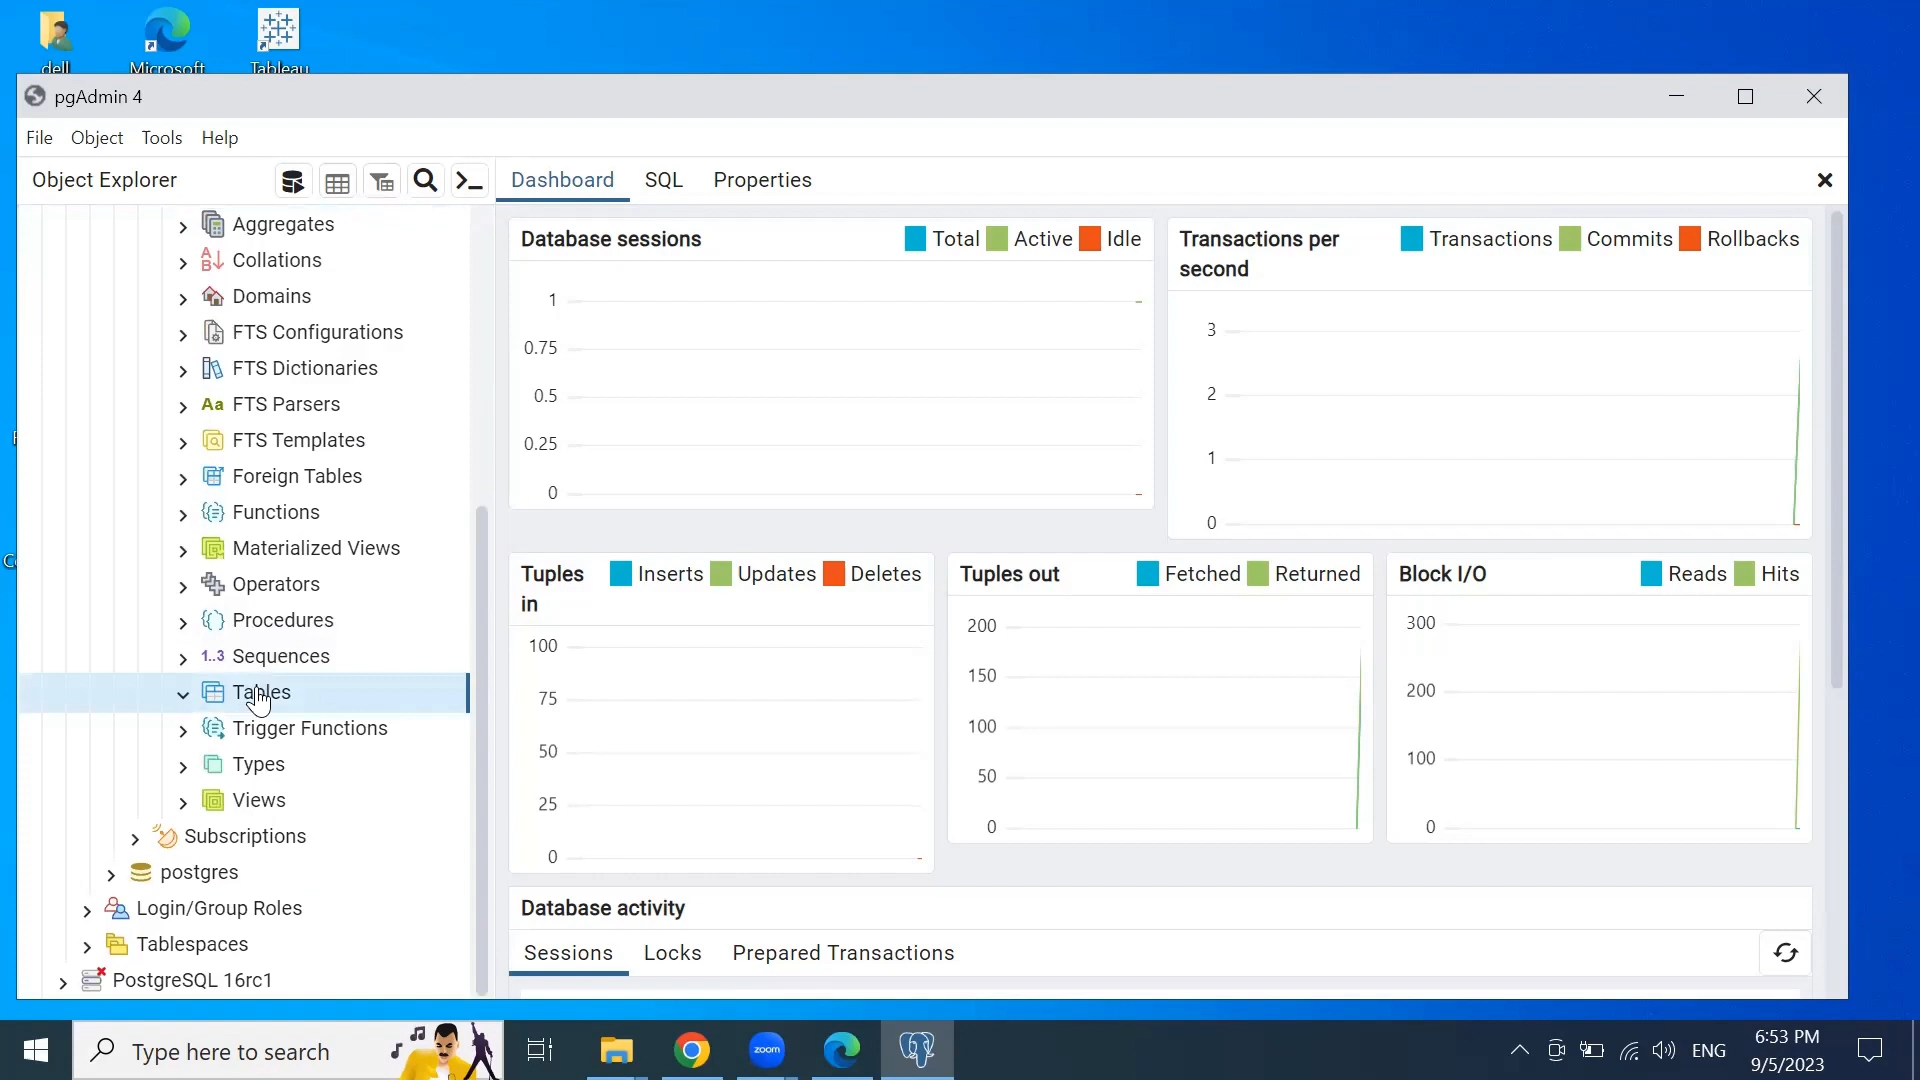 dell
Microsoft
Tableau
pgAdmin 4
File Object Tools Help
Object Explorer
Dashboard SQL Properties
Aggregates
Collations
Domains
FTS Configurations
FTS Dictionaries
Aa FTS Parsers
FTS Templates
Foreign Tables
Functions
Materialized Views
Operators
Procedures
1..3 Sequences
Tables
Trigger Functions
Types
Views
Subscriptions
postgres
Login/Group Roles
Tablespaces
PostgreSQL 16rc1
Database sessions
Total Active Idle
1
0.75
0.5
0.25
0
Transactions per
second
Transactions Commits Rollbacks
3
2
1
0
Tuples
in
Inserts Updates Deletes
100
75
50
25
0
Tuples out
Fetched Returned
200
150
100
50
0
Block I/O
Reads Hits
300
200
100
0
Database activity
Sessions Locks Prepared Transactions
Type here to search
zoom
ENG
6:53 PM
9/5/2023